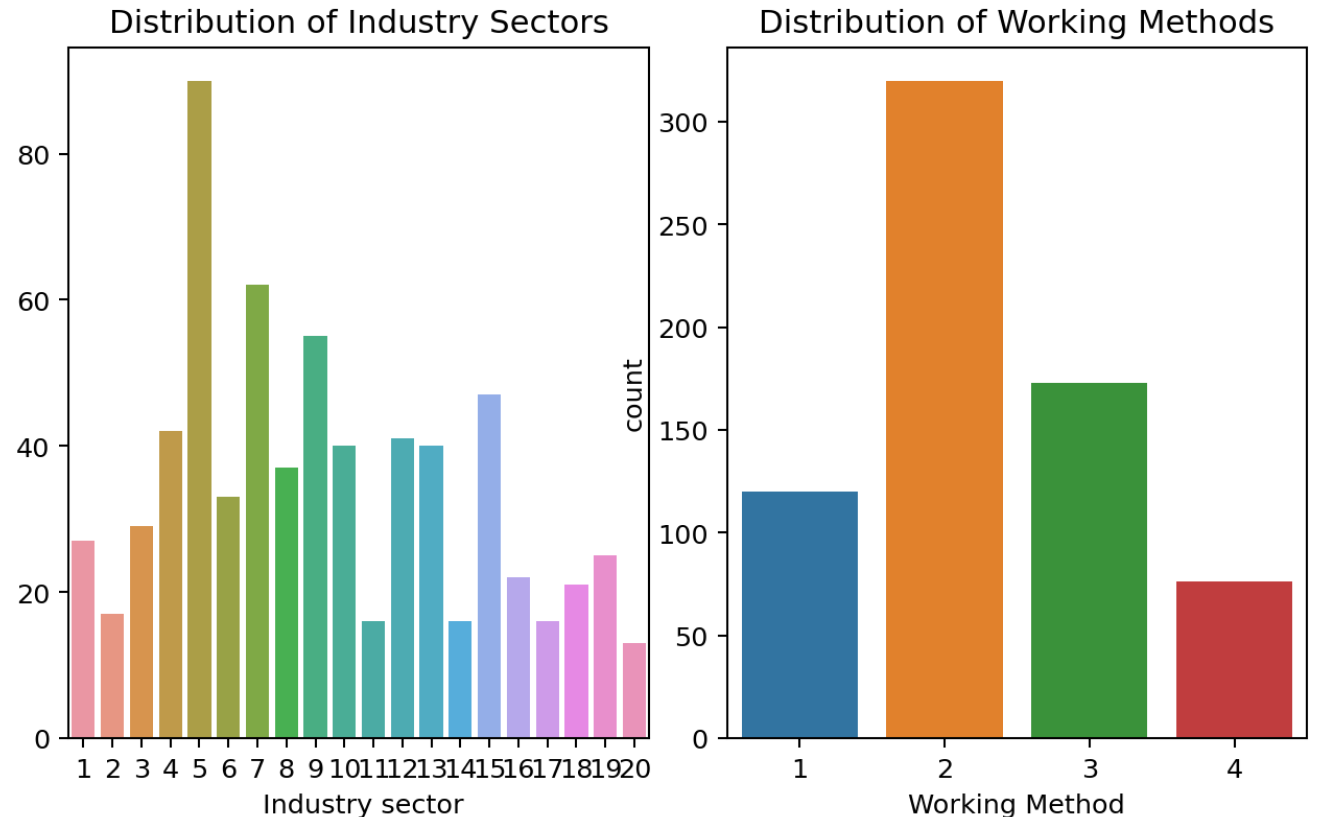 Distribution of Industry Sectors
80
60
40
20
0
1 2 3 4 5 6 7 8 9 10 11 12 13 14 15 16 17 18 19 20
Industry sector
Distribution of Working Methods
count
300
250
200
150
100
50
0
1 2 3 4
Working Method